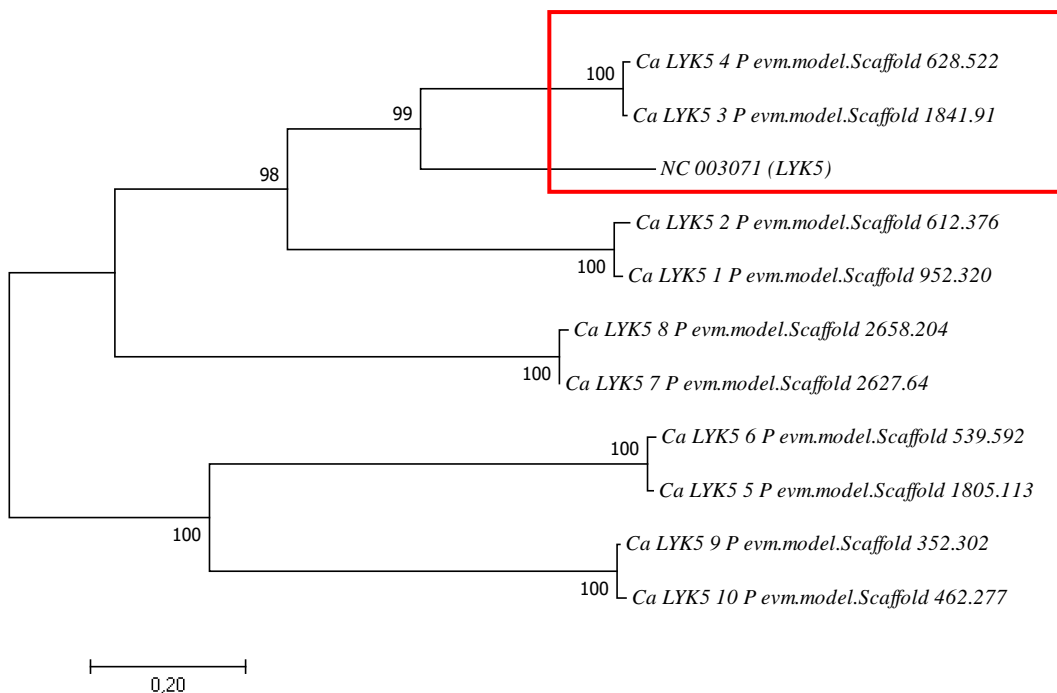 Ca LYK5 4 P evm.model.Scaffold 628.522
100
Ca LYK5 3 P evm.model.Scaffold 1841.91
99
NC 003071 (LYK5)
98
Ca LYK5 2 P evm.model.Scaffold 612.376
100
Ca LYK5 1 P evm.model.Scaffold 952.320
Ca LYK5 8 P evm.model.Scaffold 2658.204
100
Ca LYK5 7 P evm.model.Scaffold 2627.64
Ca LYK5 6 P evm.model.Scaffold 539.592
100
Ca LYK5 5 P evm.model.Scaffold 1805.113
100
Ca LYK5 9 P evm.model.Scaffold 352.302
100
Ca LYK5 10 P evm.model.Scaffold 462.277
0,20